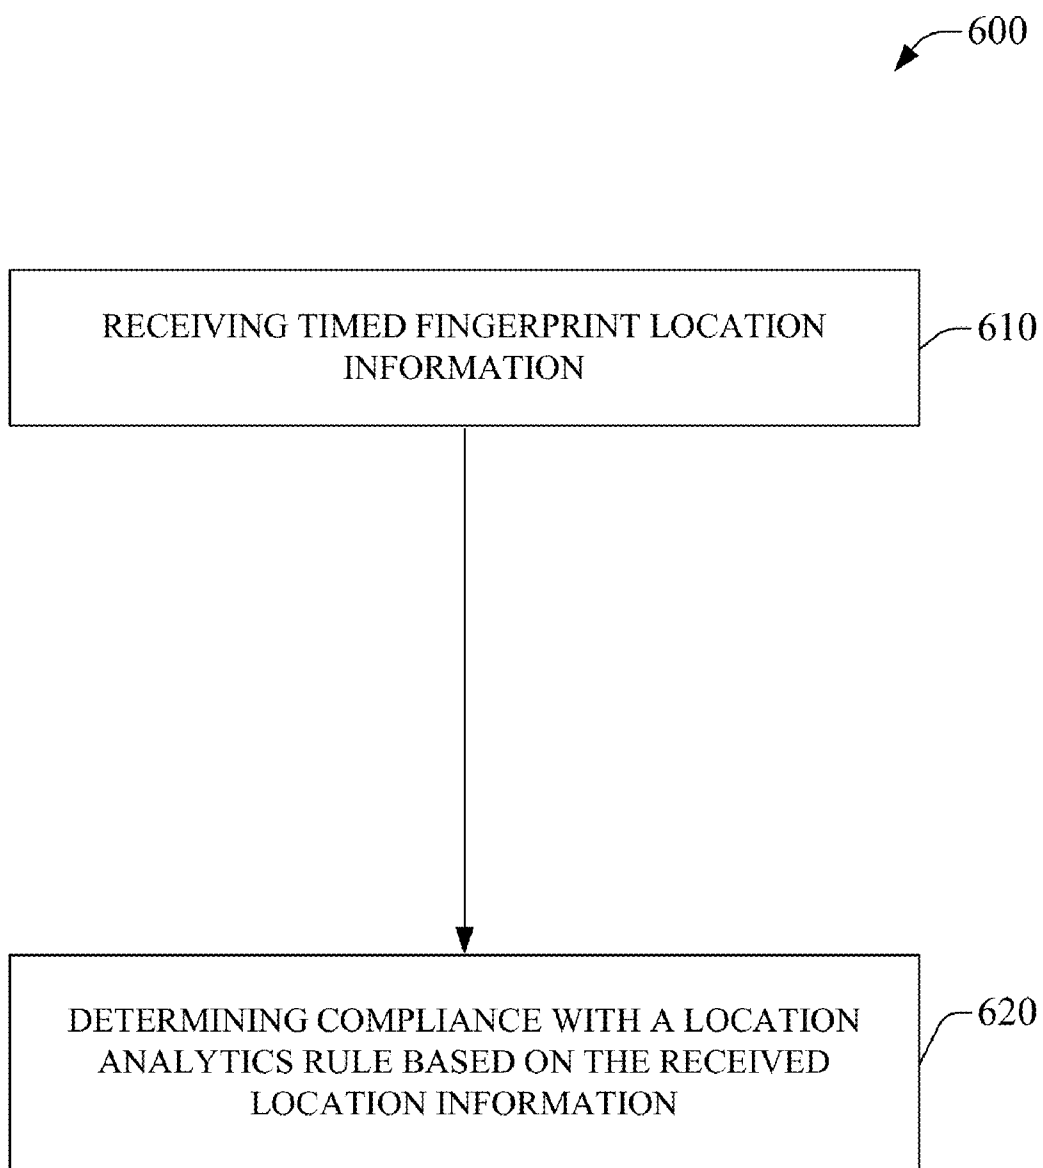 600
RECEIVING TIMED FINGERPRINT LOCATION
INFORMATION
610
DETERMINING COMPLIANCE WITH A LOCATION
ANALYTICS RULE BASED ON THE RECEIVED
LOCATION INFORMATION
620